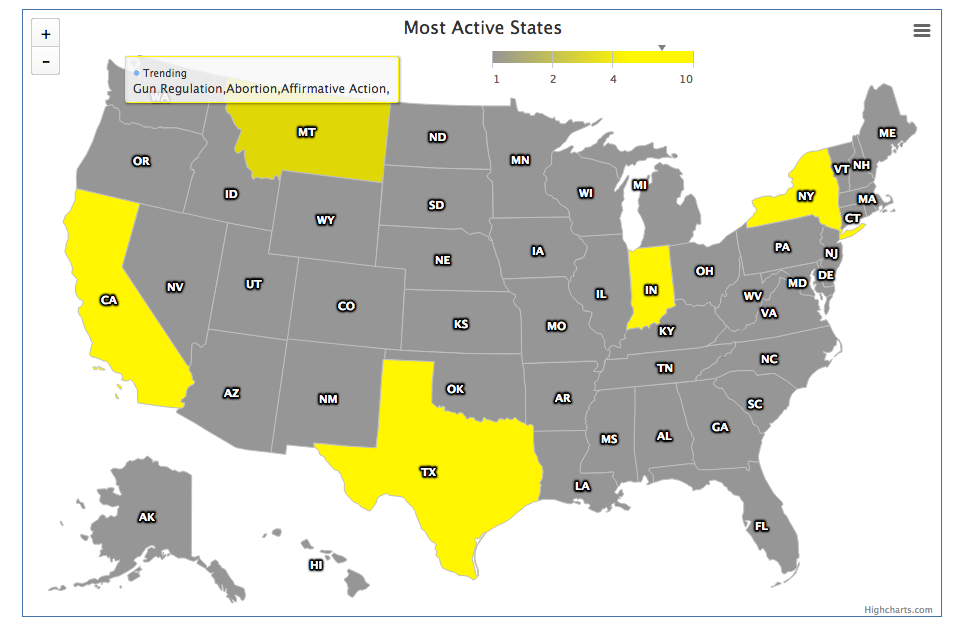 Most Active States
+
-
1 2 4 10
Trending
Gun Regulation,Abortion,Affirmative Action,
WA
MT
ND
MN
ME
OR
ID
WY
SD
WI
MI
NY
VT
NH
MA
CT
CA
NV
UT
CO
NE
IA
IL
IN
OH
PA
NJ
DE
MD
WV
VA
KS
MO
KY
NC
TN
AZ
NM
OK
AR
SC
MS
AL
GA
TX
LA
FL
AK
HI
Highcharts.com